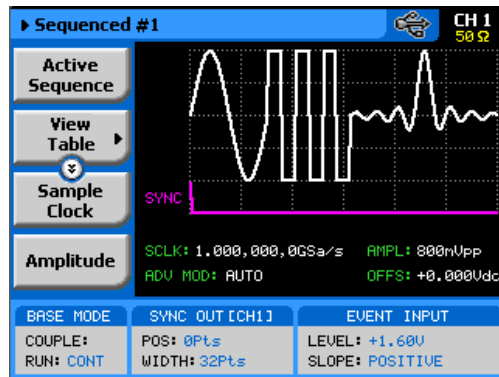 Sequenced #1
CH 1
50 Ω
Active
Sequence
View
Table
Sample
Clock
Amplitude
SYNC
SCLK: 1.000,000,0GSa/s AMPL: 800mVpp
ADV MOD: AUTO OFFS: +0.000Vdc
BASE MODE
COUPLE:
RUN: CONT
SYNC OUT [CH1]
POS: 0Pts
WIDTH: 32Pts
EVENT INPUT
LEVEL: +1.60V
SLOPE: POSITIVE